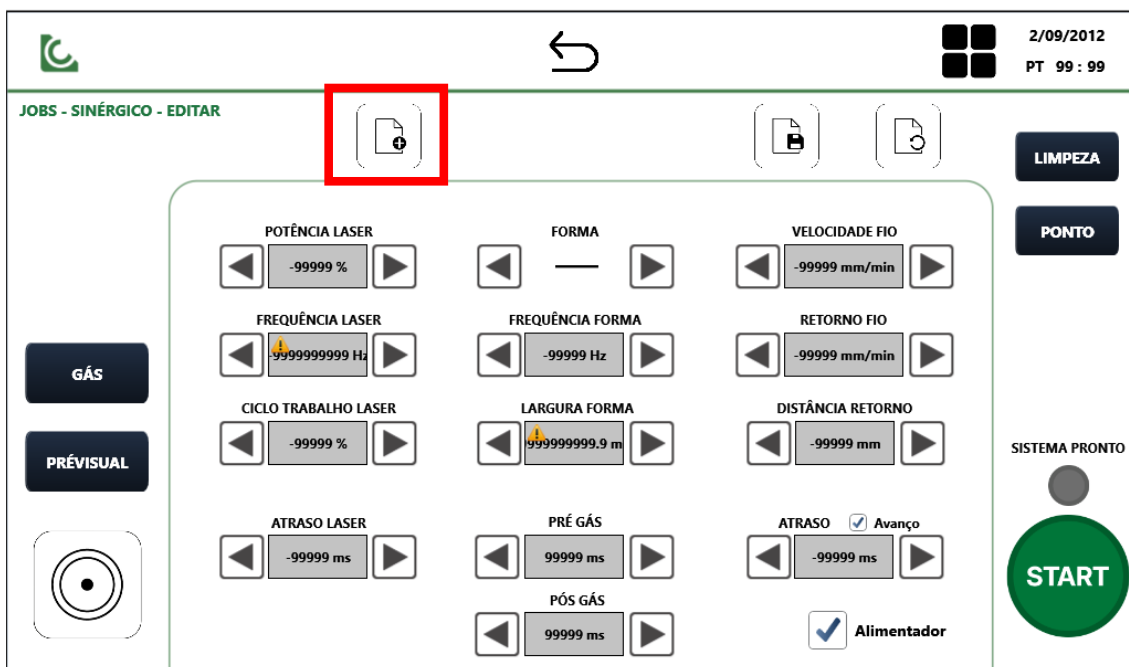 2/09/2012
PT 99 : 99
JOBS - SINÉRGICO - EDITAR
LIMPEZA
POTÊNCIA LASER
FORMA
VELOCIDADE FIO
PONTO
-99999 %
-99999 mm/min
FREQUÊNCIA LASER
FREQUÊNCIA FORMA
RETORNO FIO
-9999999999 Hz
-99999 Hz
-99999 mm/min
GÁS
CICLO TRABALHO LASER
LARGURA FORMA
DISTÂNCIA RETORNO
-99999 %
999999999.9 m
-99999 mm
PRÉVISUAL
SISTEMA PRONTO
ATRASO LASER
PRÉ GÁS
ATRASO Avanço
-99999 ms
99999 ms
-99999 ms
START
PÓS GÁS
99999 ms
Alimentador